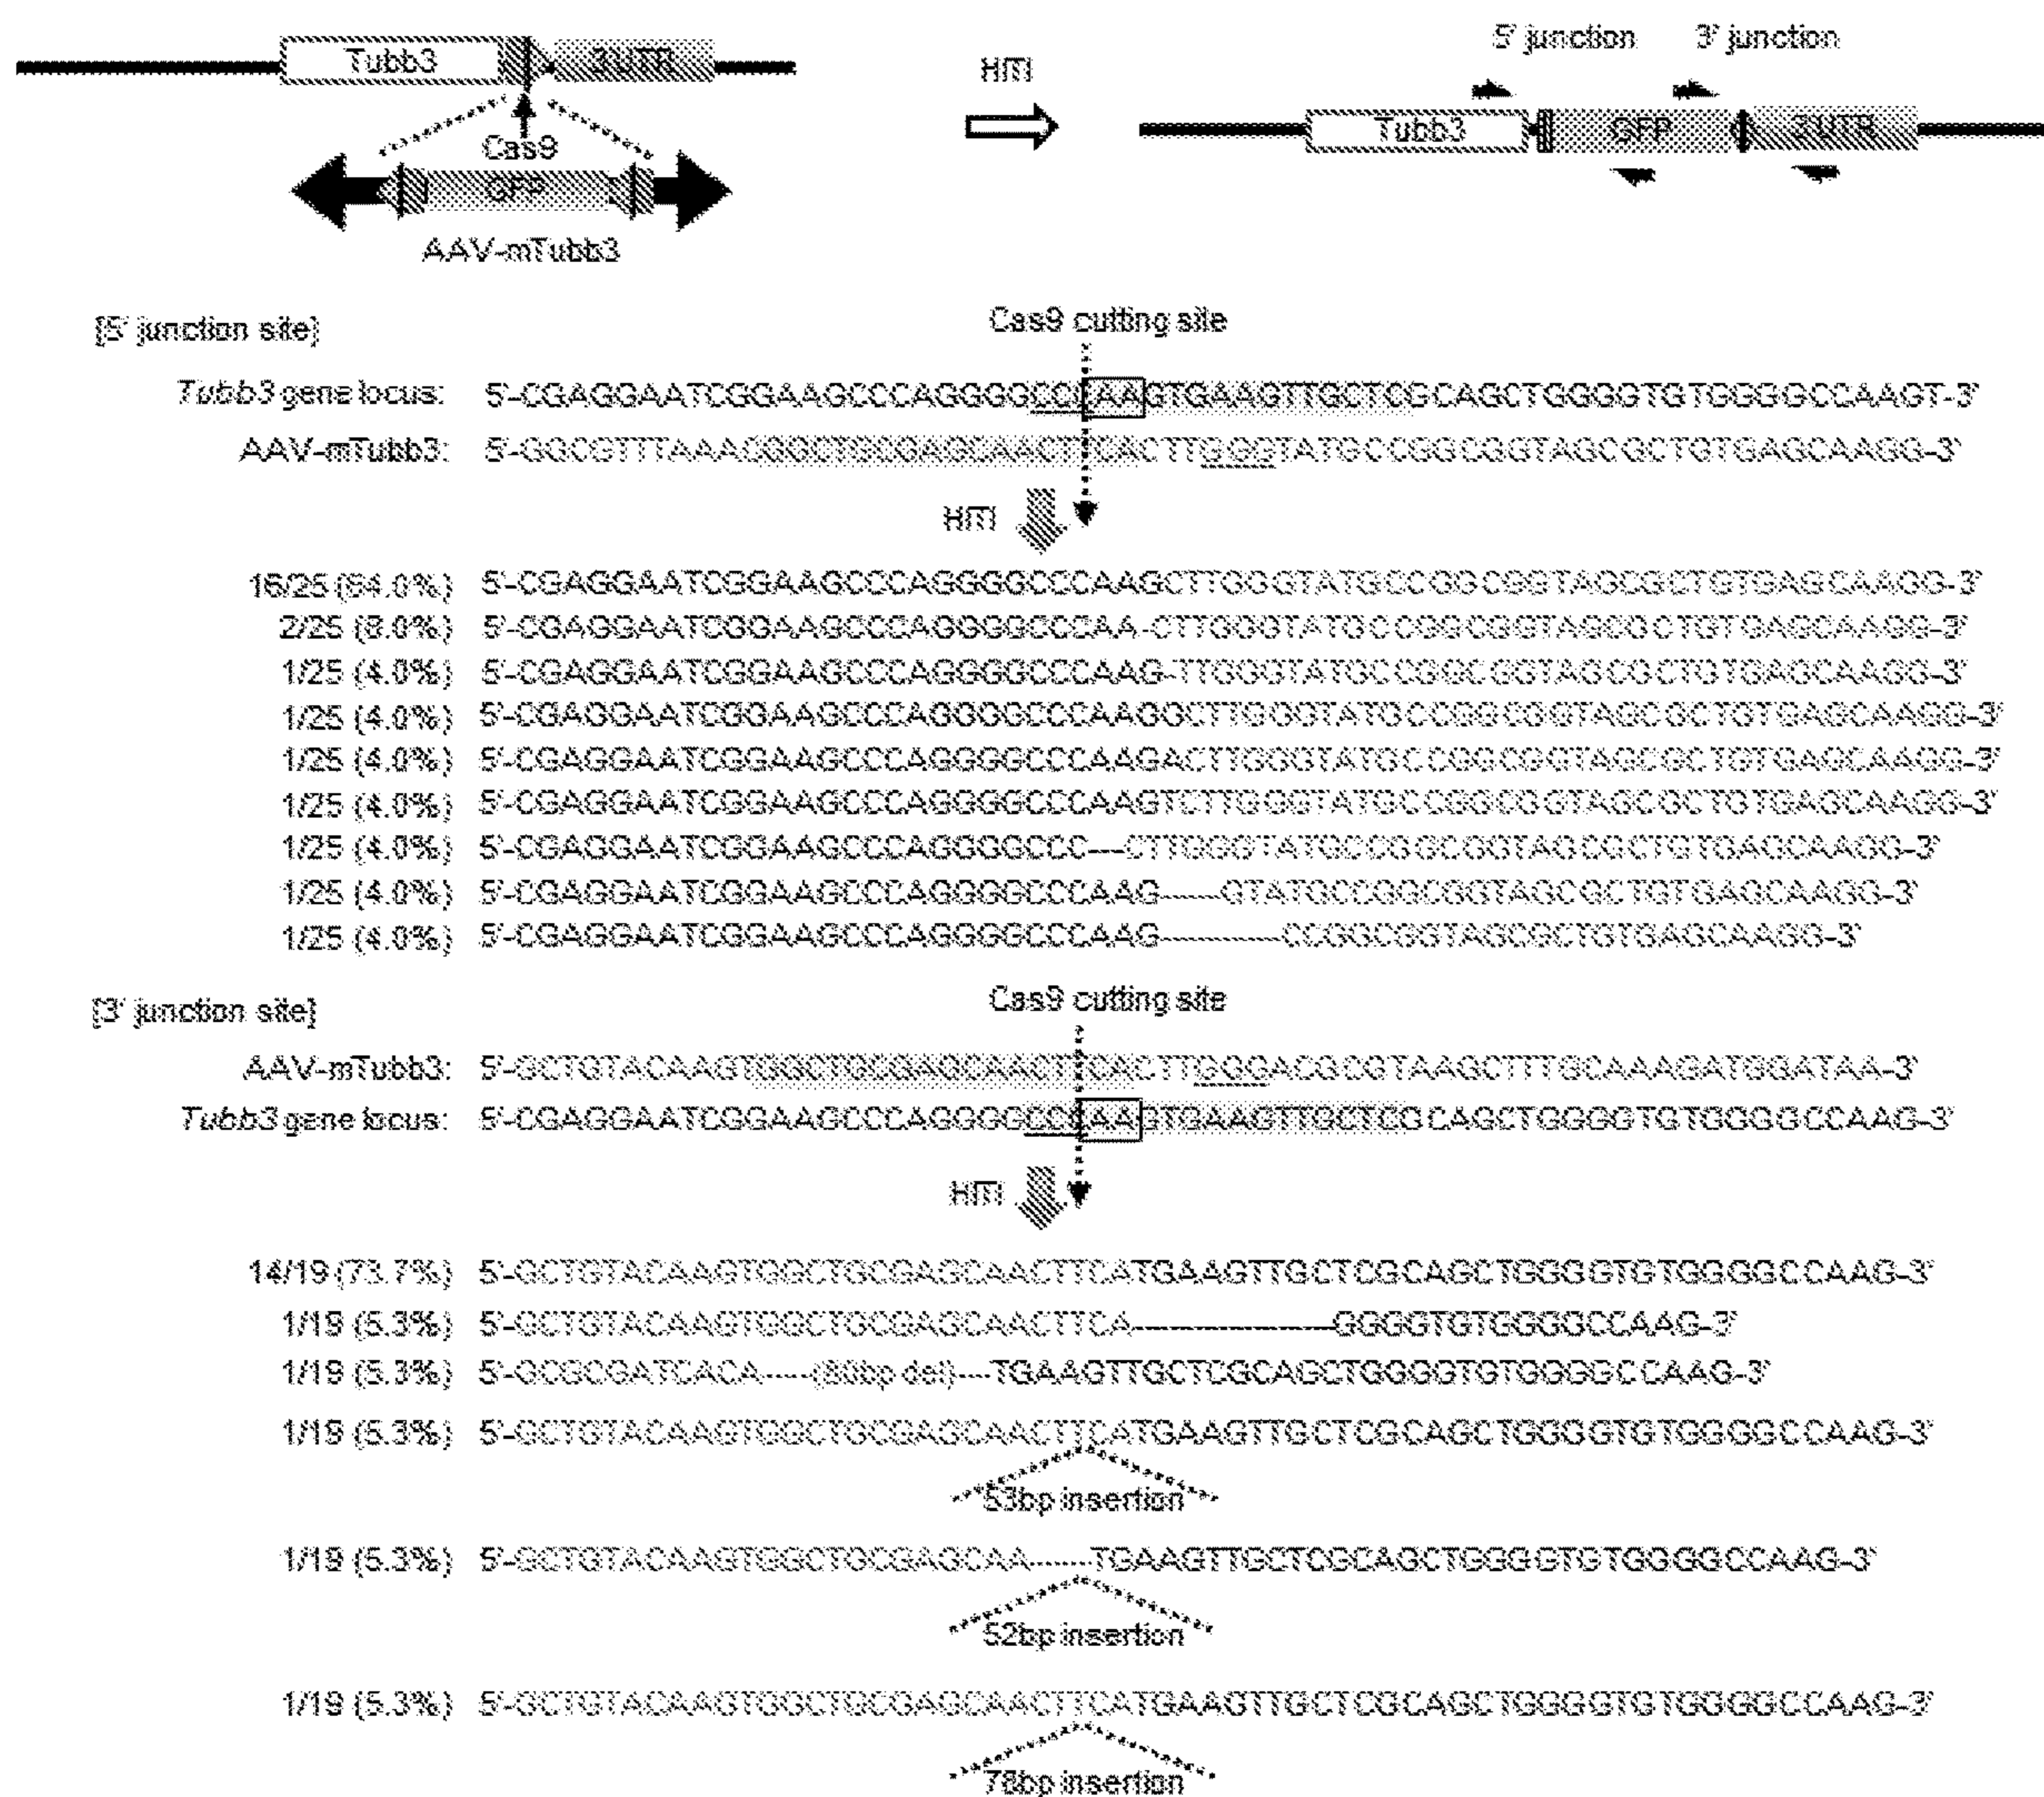 5' junction 3' junction
Tubb3 3'UTR
HITI
Cas9
GFP
AAV-mTubb3
Tubb3 GFP 3'UTR
[5' junction site]
Cas9 cutting site
Tubb3 gene locus: 5'-CGAGGAATCGGAAGCCCAGGGGCCCAAGTGAAGTTGCTCGCAGCTGGGGTGTGGGGCCAAGT-3'
AAV-mTubb3: 5'-GGCGTTTAAACGGCTGCGAGCAACTTCACTTGGGTATGCCGGCGGTAGCGCTGTGAGCAAGG-3'
HITI
16/25 (64.0%) 5'-CGAGGAATCGGAAGCCCAGGGGCCCAAGCTTGGGTATGCCGGCGGTAGCGCTGTGAGCAAGG-3'
2/25 (8.0%) 5'-CGAGGAATCGGAAGCCCAGGGGCCCAA-CTTGGGTATGCCGGCGGTAGCGCTGTGAGCAAGG-3'
1/25 (4.0%) 5'-CGAGGAATCGGAAGCCCAGGGGCCCAAG-TTGGGTATGCCGGCGGTAGCGCTGTGAGCAAGG-3'
1/25 (4.0%) 5'-CGAGGAATCGGAAGCCCAGGGGCCCAAGGCTTGGGTATGCCGGCGGTAGCGCTGTGAGCAAGG-3'
1/25 (4.0%) 5'-CGAGGAATCGGAAGCCCAGGGGCCCAAGACTTGGGTATGCCGGCGGTAGCGCTGTGAGCAAGG-3'
1/25 (4.0%) 5'-CGAGGAATCGGAAGCCCAGGGGCCCAAGTCTTGGGTATGCCGGCGGTAGCGCTGTGAGCAAGG-3'
1/25 (4.0%) 5'-CGAGGAATCGGAAGCCCAGGGGCCC---CTTGGGTATGCCGGCGGTAGCGCTGTGAGCAAGG-3'
1/25 (4.0%) 5'-CGAGGAATCGGAAGCCCAGGGGCCCAAG-----GTATGCCGGCGGTAGCGCTGTGAGCAAGG-3'
1/25 (4.0%) 5'-CGAGGAATCGGAAGCCCAGGGGCCCAAG----------CCGGCGGTAGCGCTGTGAGCAAGG-3'
[3' junction site]
Cas9 cutting site
AAV-mTubb3: 5'-GCTGTACAAGTGGCTGCGAGCAACTTCACTTGGGACGCGTAAGCTTTGCAAAGATGGATAA-3'
Tubb3 gene locus: 5'-CGAGGAATCGGAAGCCCAGGGGCCCAAGTGAAGTTGCTCGCAGCTGGGGTGTGGGGCCAAG-3'
HITI
14/19 (73.7%) 5'-GCTGTACAAGTGGCTGCGAGCAACTTCATGAAGTTGCTCGCAGCTGGGGTGTGGGGCCAAG-3'
1/19 (5.3%) 5'-GCTGTACAAGTGGCTGCGAGCAACTTCA-----------------GGGGTGTGGGGCCAAG-3'
1/19 (5.3%) 5'-GCGCGATCACA----(80bp del)---TGAAGTTGCTCGCAGCTGGGGTGTGGGGCCAAG-3'
1/19 (5.3%) 5'-GCTGTACAAGTGGCTGCGAGCAACTTCATGAAGTTGCTCGCAGCTGGGGTGTGGGGCCAAG-3'
53bp insertion
1/19 (5.3%) 5'-GCTGTACAAGTGGCTGCGAGCAA-----TGAAGTTGCTCGCAGCTGGGGTGTGGGGCCAAG-3'
52bp insertion
1/19 (5.3%) 5'-GCTGTACAAGTGGCTGCGAGCAACTTCATGAAGTTGCTCGCAGCTGGGGTGTGGGGCCAAG-3'
78bp insertion